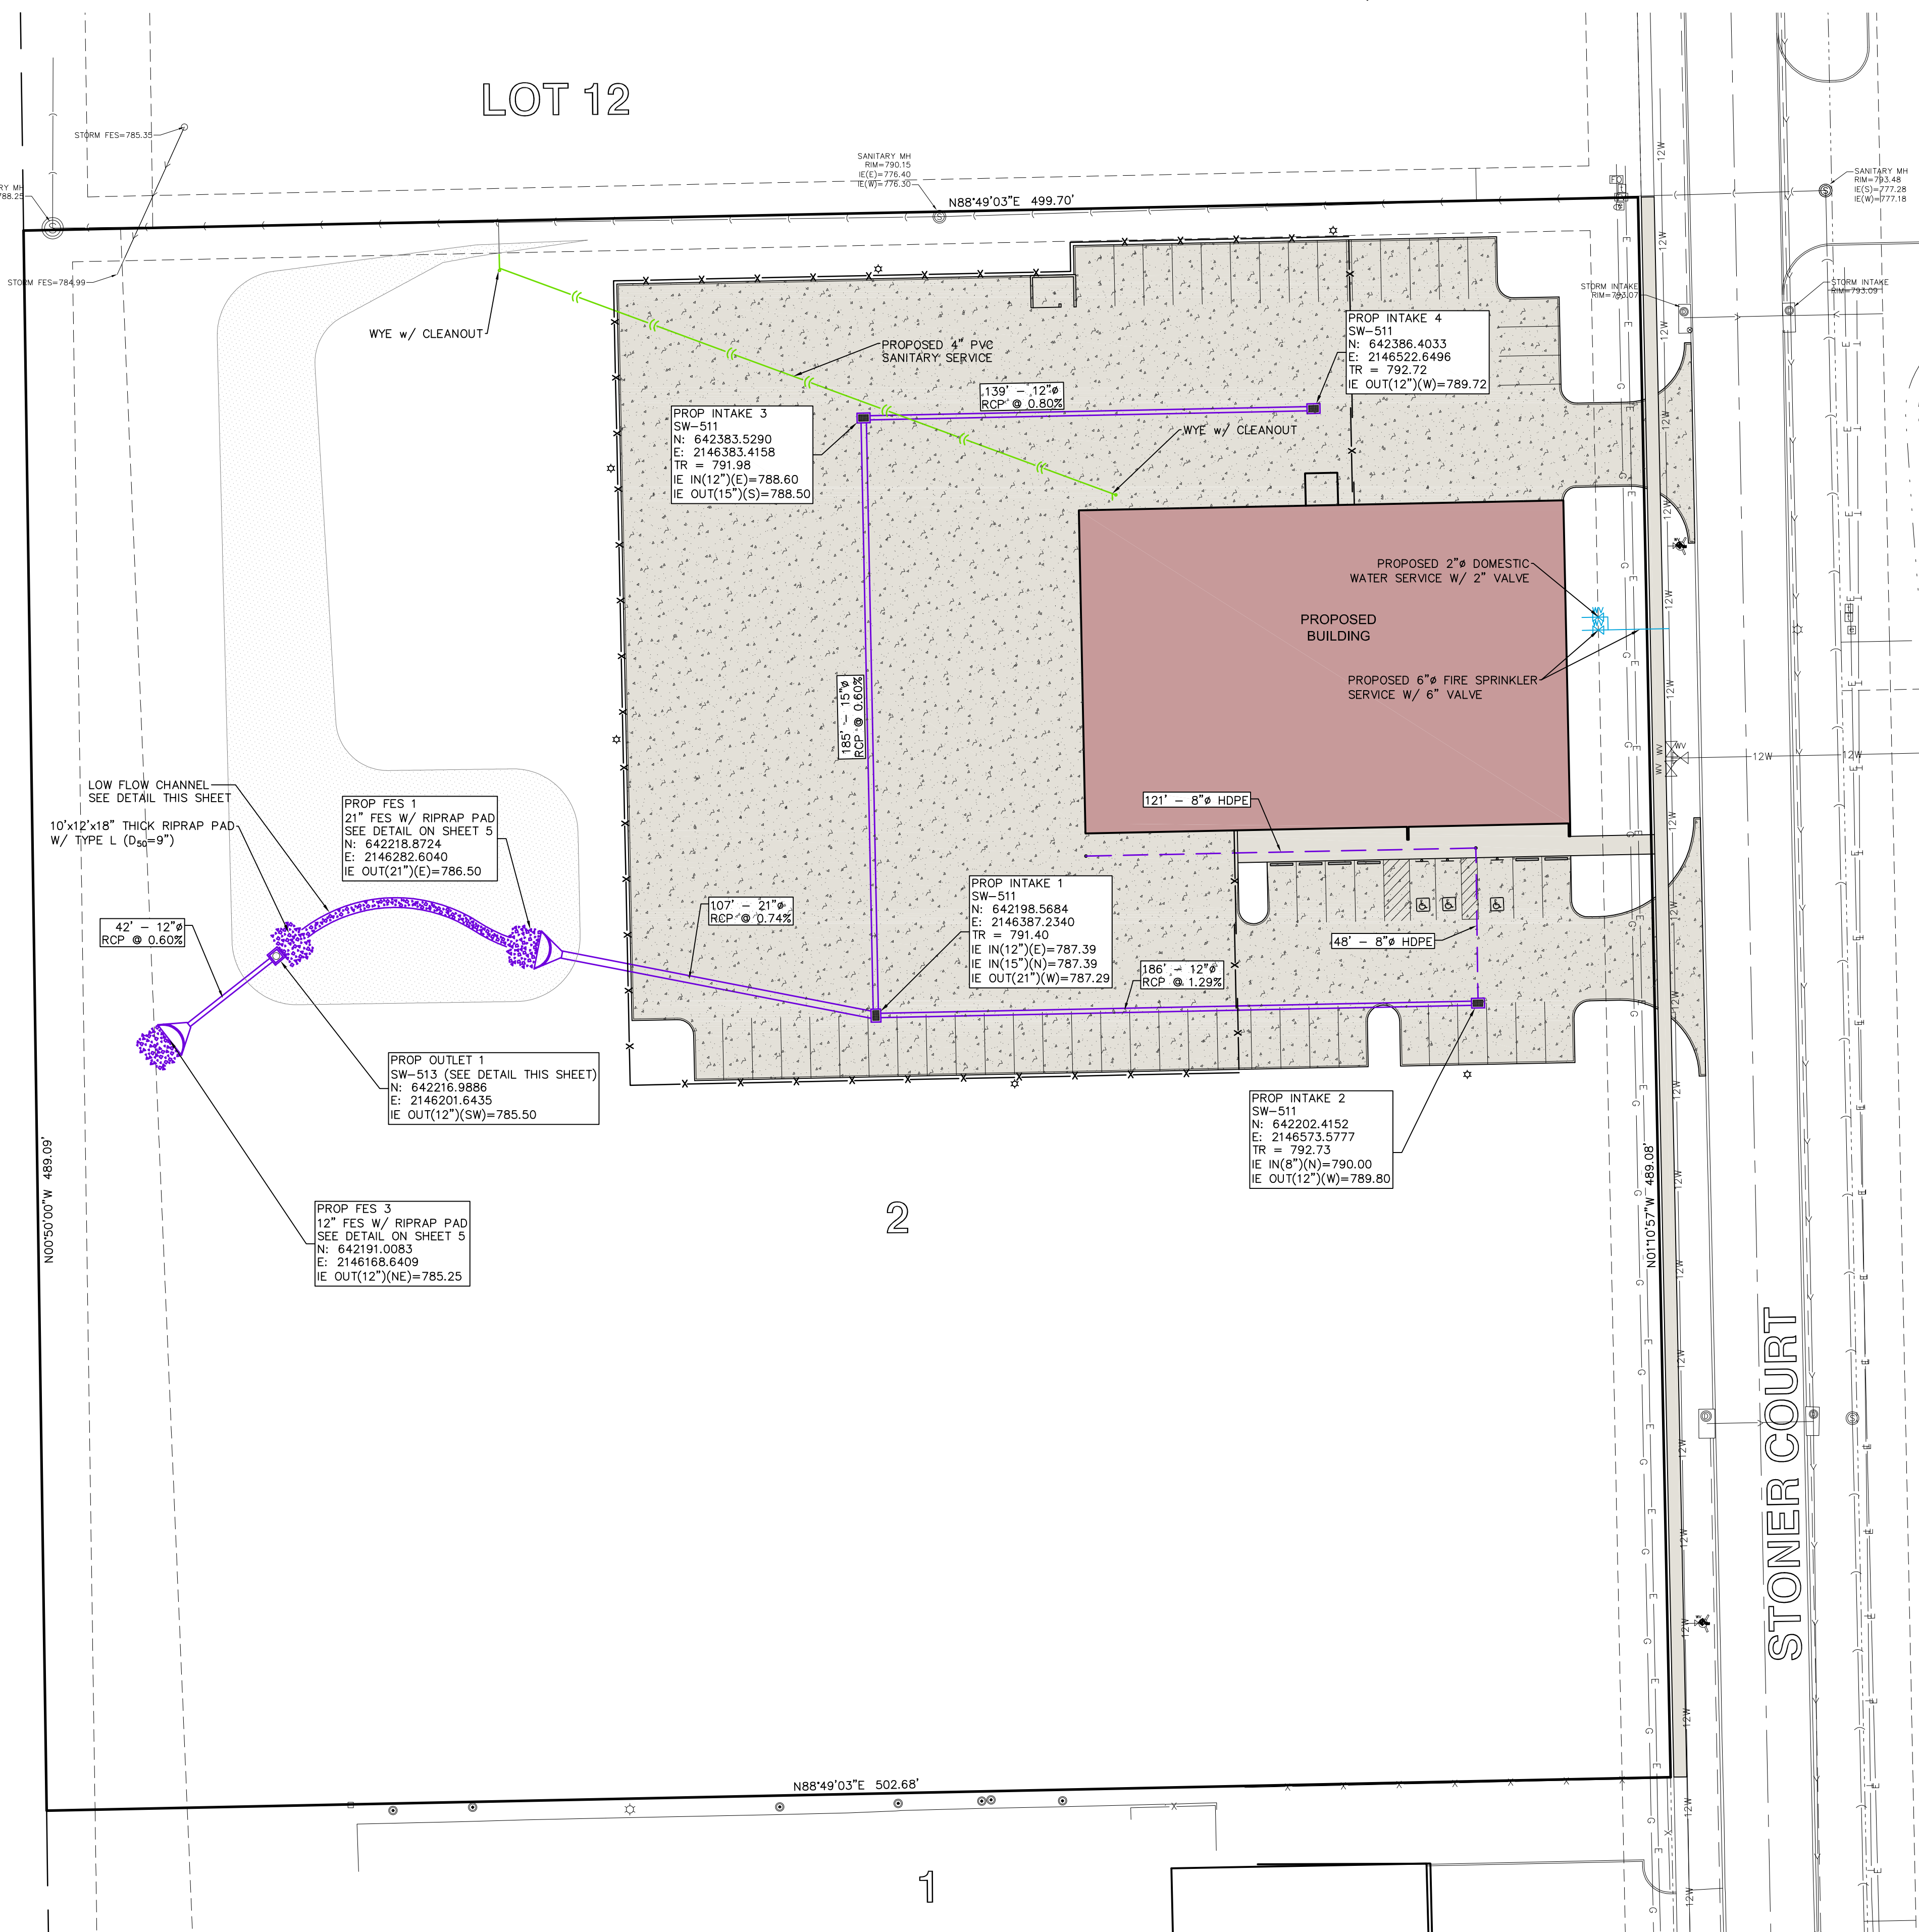 LOT 12
STORM FES=785.35
SANITARY MH
RIM=790.15
IE(E)=776.40
IE(W)=776.30
RY MH
788.25
N88°49'03"E 499.70'
SANITARY MH
RIM=793.48
IE(S)=777.28
IE(W)=777.18
STORM FES=784.99
STORM INTAKE
RIM=793.07
STORM INTAKE
RIM=793.09
WYE w/ CLEANOUT
PROPOSED 4" PVC
SANITARY SERVICE
PROP INTAKE 4
SW-511
N: 642386.4033
E: 2146522.6496
TR = 792.72
IE OUT(12")(W)=789.72
139' - 12"ø
RCP @ 0.80%
PROP INTAKE 3
SW-511
N: 642383.5290
E: 2146383.4158
TR = 791.98
IE IN(12")(E)=788.60
IE OUT(15")(S)=788.50
WYE w/ CLEANOUT
PROPOSED 2"ø DOMESTIC
WATER SERVICE W/ 2" VALVE
PROPOSED
BUILDING
PROPOSED 6"ø FIRE SPRINKLER
SERVICE W/ 6" VALVE
185' - 15"ø
RCP @ 0.60%
LOW FLOW CHANNEL
SEE DETAIL THIS SHEET
10'x12'x18" THICK RIPRAP PAD
W/ TYPE L (D50=9")
PROP FES 1
21" FES W/ RIPRAP PAD
SEE DETAIL ON SHEET 5
N: 642218.8724
E: 2146282.6040
IE OUT(21")(E)=786.50
121' - 8"ø HDPE
42' - 12"ø
RCP @ 0.60%
107' - 21"ø
RCP @ 0.74%
PROP INTAKE 1
SW-511
N: 642198.5684
E: 2146387.2340
TR = 791.40
IE IN(12")(E)=787.39
IE IN(15")(N)=787.39
IE OUT(21")(W)=787.29
48' - 8"ø HDPE
186' - 12"ø
RCP @ 1.29%
PROP OUTLET 1
SW-513 (SEE DETAIL THIS SHEET)
N: 642216.9886
E: 2146201.6435
IE OUT(12")(SW)=785.50
PROP INTAKE 2
SW-511
N: 642202.4152
E: 2146573.5777
TR = 792.73
IE IN(8")(N)=790.00
IE OUT(12")(W)=789.80
N00°50'00"W 489.09'
N01°10'57"W 489.08'
PROP FES 3
12" FES W/ RIPRAP PAD
SEE DETAIL ON SHEET 5
N: 642191.0083
E: 2146168.6409
IE OUT(12")(NE)=785.25
2
STONER COURT
N88°49'03"E 502.68'
1